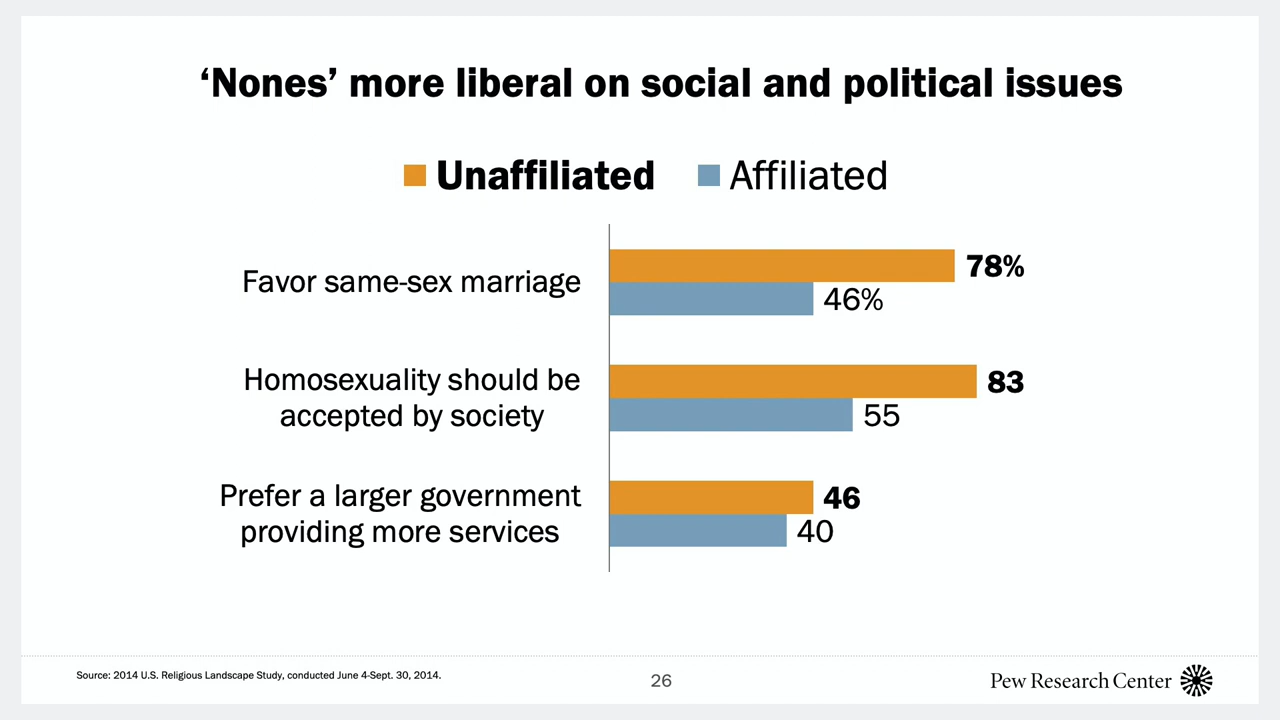 ‘Nones’ more liberal on social and political issues
Unaffiliated Affiliated
Favor same-sex marriage
78%
46%
Homosexuality should be
accepted by society
83
55
Prefer a larger government
providing more services
46
40
Source: 2014 U.S. Religious Landscape Study, conducted June 4-Sept. 30, 2014.
26
Pew Research Center